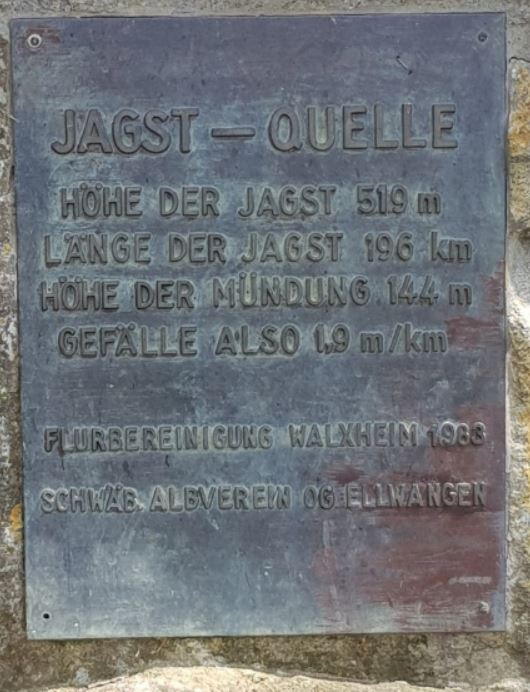 JAGST – QUELLE
HÖHE DER JAGST 519 m
LÄNGE DER JAGST 196 km
HÖHE DER MÜNDUNG 144 m
GEFÄLLE ALSO 1,9 m/km
FLURBEREINIGUNG WALXHEIM 1988
SCHWÄB. ALBVEREIN OG ELLWANGEN